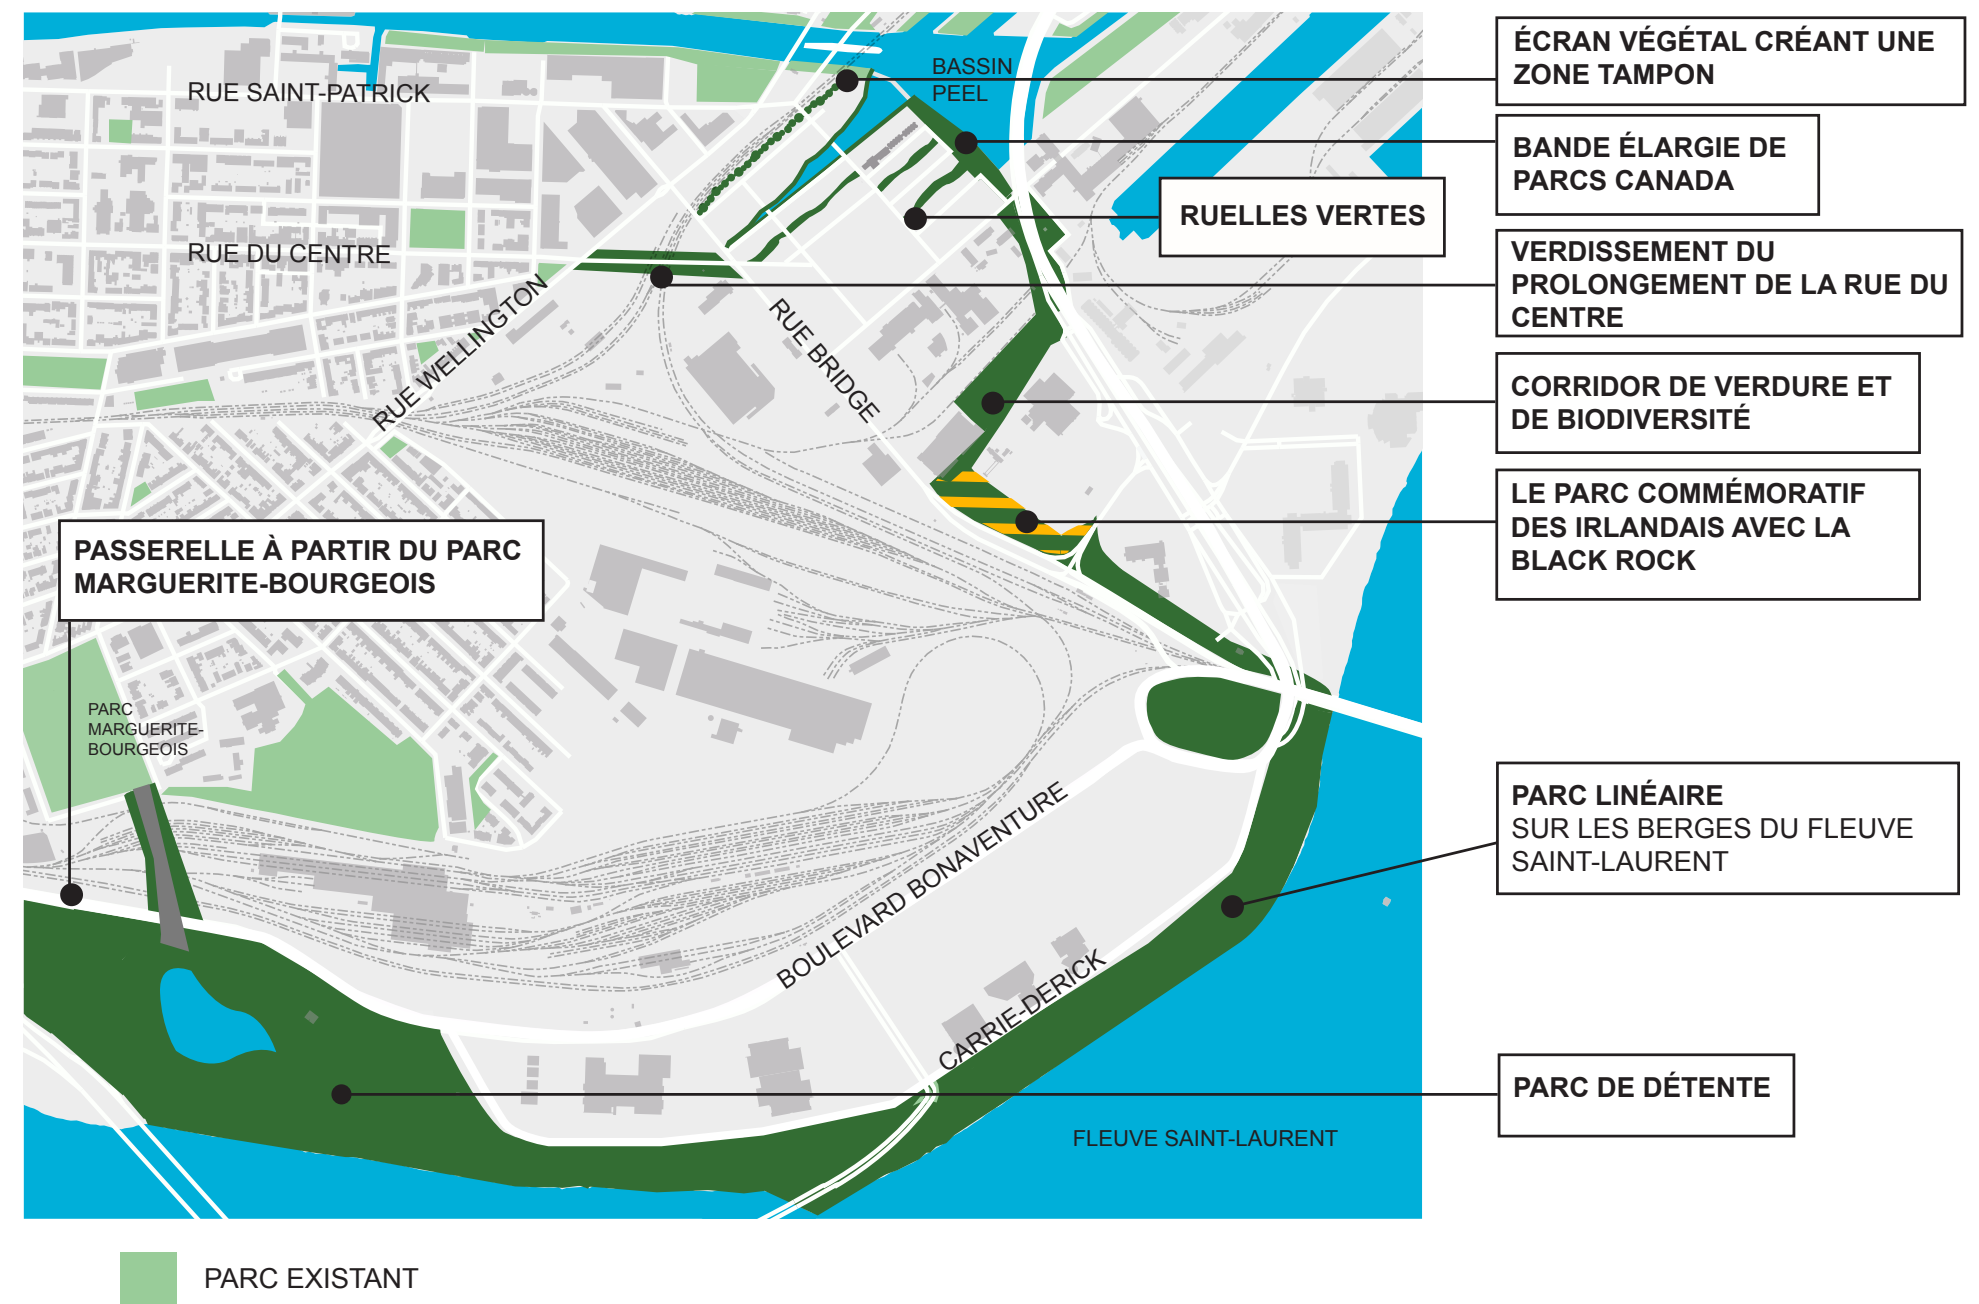 ÉCRAN VÉGÉTAL CRÉANT UNE
ZONE TAMPON
BASSIN
PEEL
RUE SAINT-PATRICK
BANDE ÉLARGIE DE
PARCS CANADA
RUELLES VERTES
RUE DU CENTRE
VERDISSEMENT DU
PROLONGEMENT DE LA RUE DU
CENTRE
RUE WELLINGTON
RUE BRIDGE
CORRIDOR DE VERDURE ET
DE BIODIVERSITÉ
LE PARC COMMÉMORATIF
DES IRLANDAIS AVEC LA
BLACK ROCK
PASSERELLE À PARTIR DU PARC
MARGUERITE-BOURGEOIS
PARC
MARGUERITE-
BOURGEOIS
PARC LINÉAIRE
SUR LES BERGES DU FLEUVE
SAINT-LAURENT
BOULEVARD BONAVENTURE
CARRIE-DERICK
PARC DE DÉTENTE
FLEUVE SAINT-LAURENT
PARC EXISTANT